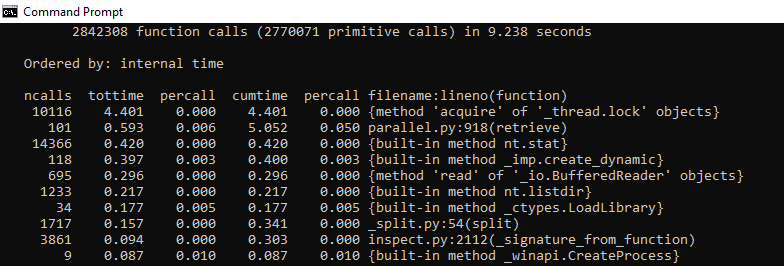 Command Prompt
2842308 function calls (2770071 primitive calls) in 9.238 seconds
Ordered by: internal time
ncalls tottime percall cumtime percall filename:lineno(function)
10116 4.401 0.000 4.401 0.000 {method 'acquire' of '_thread.lock' objects}
101 0.593 0.006 5.052 0.050 parallel.py:918(retrieve)
14366 0.420 0.000 0.420 0.000 {built-in method nt.stat}
118 0.397 0.003 0.400 0.003 {built-in method _imp.create_dynamic}
695 0.296 0.000 0.296 0.000 {method 'read' of '_io.BufferedReader' objects}
1233 0.217 0.000 0.217 0.000 {built-in method nt.listdir}
34 0.177 0.005 0.177 0.005 {built-in method _ctypes.LoadLibrary}
1717 0.157 0.000 0.341 0.000 _split.py:54(split)
3861 0.094 0.000 0.303 0.000 inspect.py:2112(_signature_from_function)
9 0.087 0.010 0.087 0.010 {built-in method _winapi.CreateProcess}